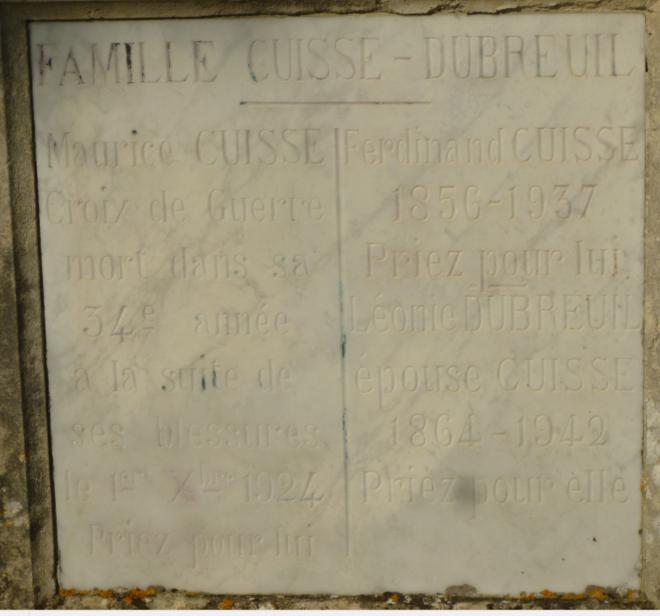 FAMILLE CUISSE - DUBREUIL
Maurice CUISSE
Croix de Guerre
mort dans sa
34e année
à la suite de
ses blessures
le 1er Xbre 1924
Priez pour lui
Ferdinand CUISSE
1856-1937
Priez pour lui
Léonie DUBREUIL
épouse CUISSE
1864-1942
Priez pour elle